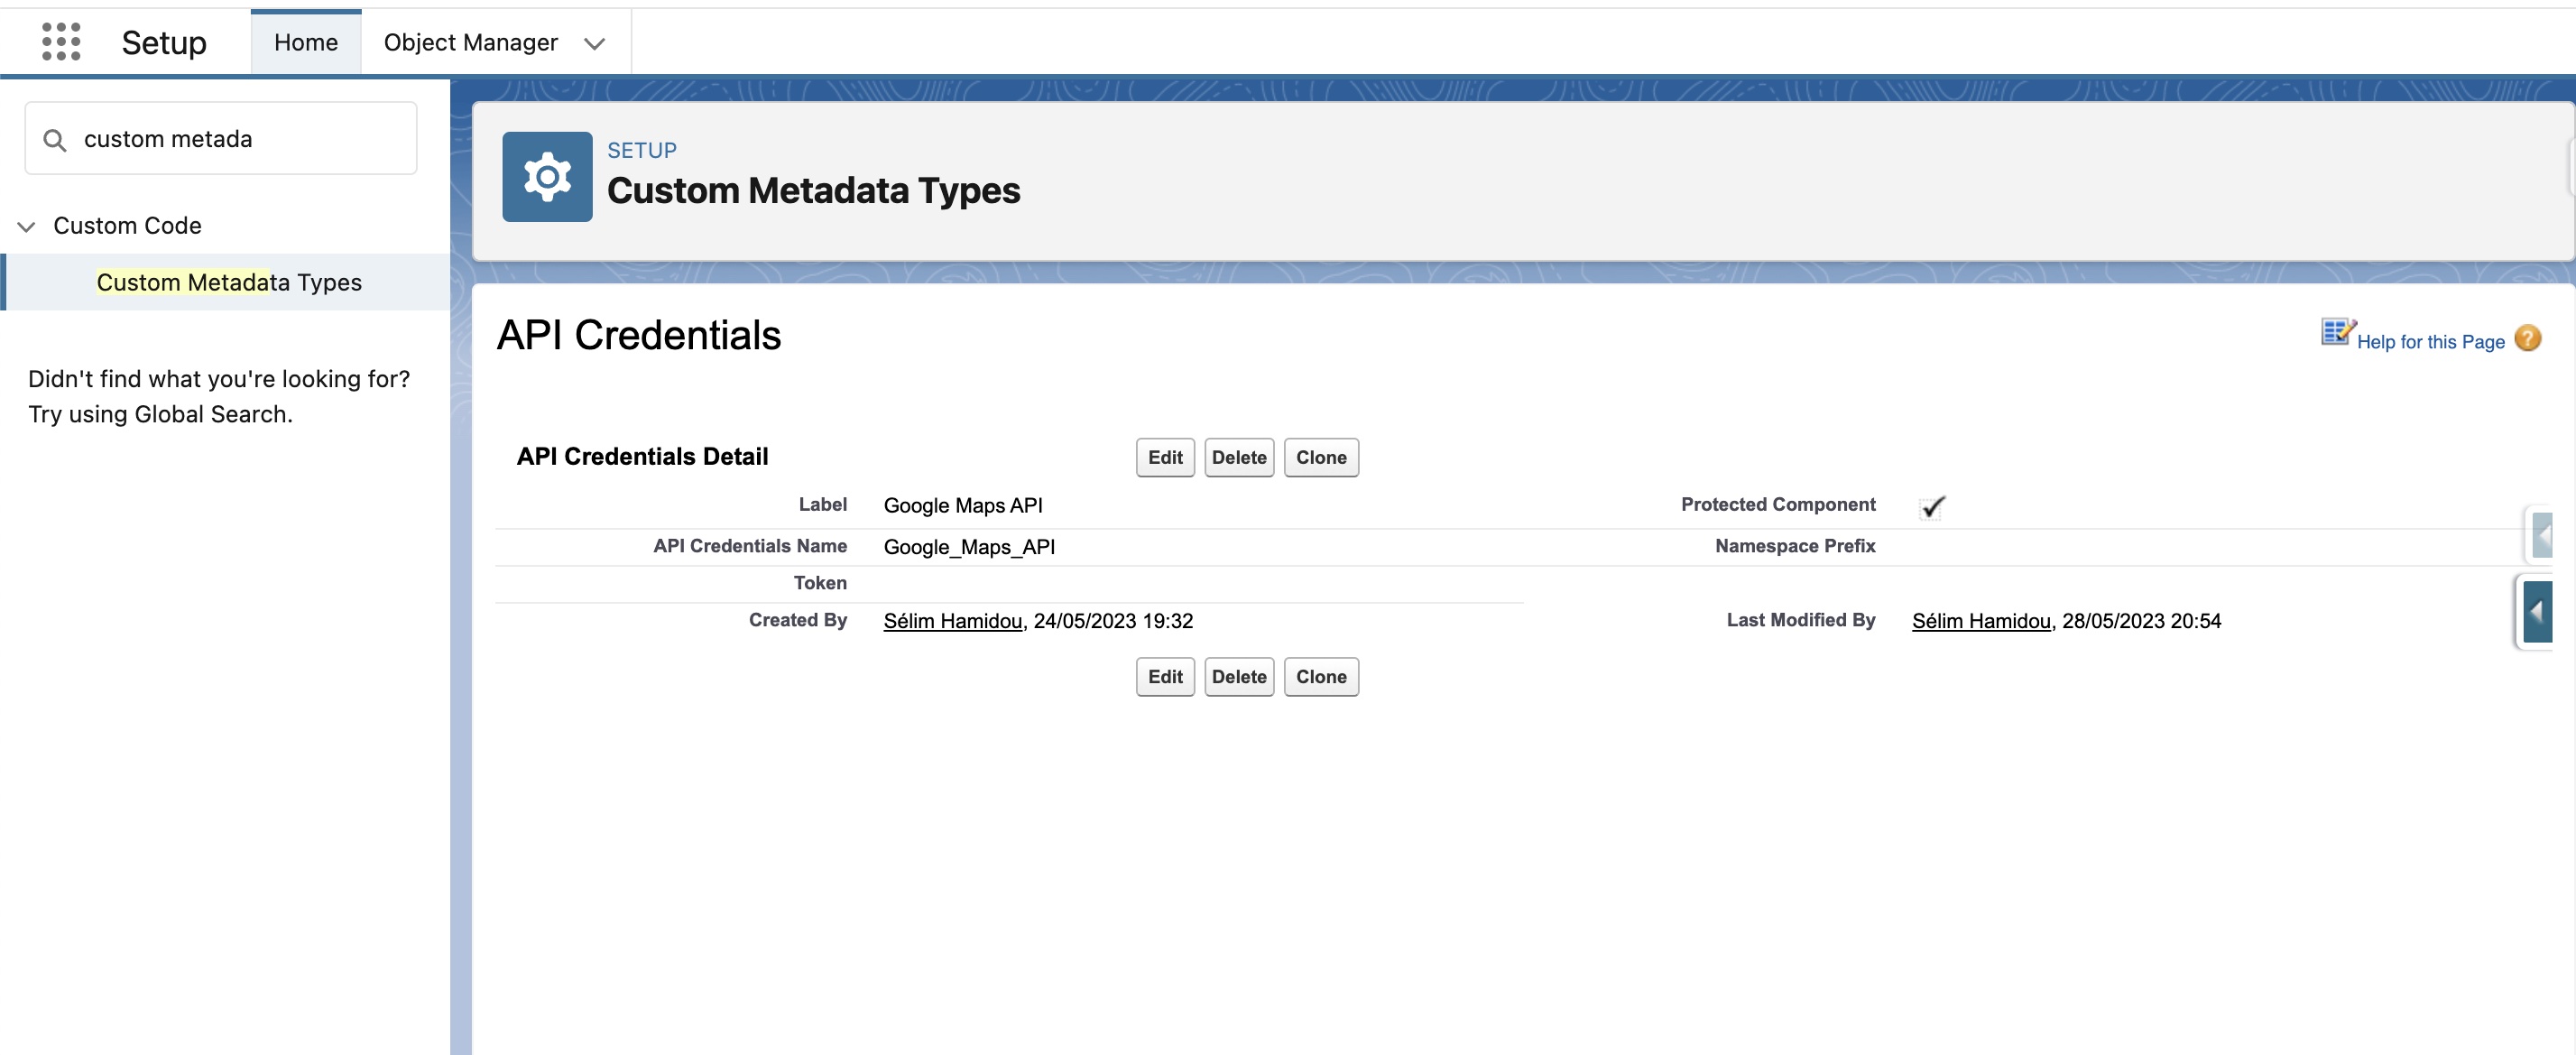 Setup Home Object Manager
custom metada
Custom Code
Custom Metadata Types
Didn't find what you're looking for?
Try using Global Search.
SETUP
Custom Metadata Types
API Credentials
Help for this Page ?
API Credentials Detail Edit Delete Clone
Label Google Maps API Protected Component
API Credentials Name Google_Maps_API Namespace Prefix
Token
Created By Sélim Hamidou, 24/05/2023 19:32 Last Modified By Sélim Hamidou, 28/05/2023 20:54
Edit Delete Clone